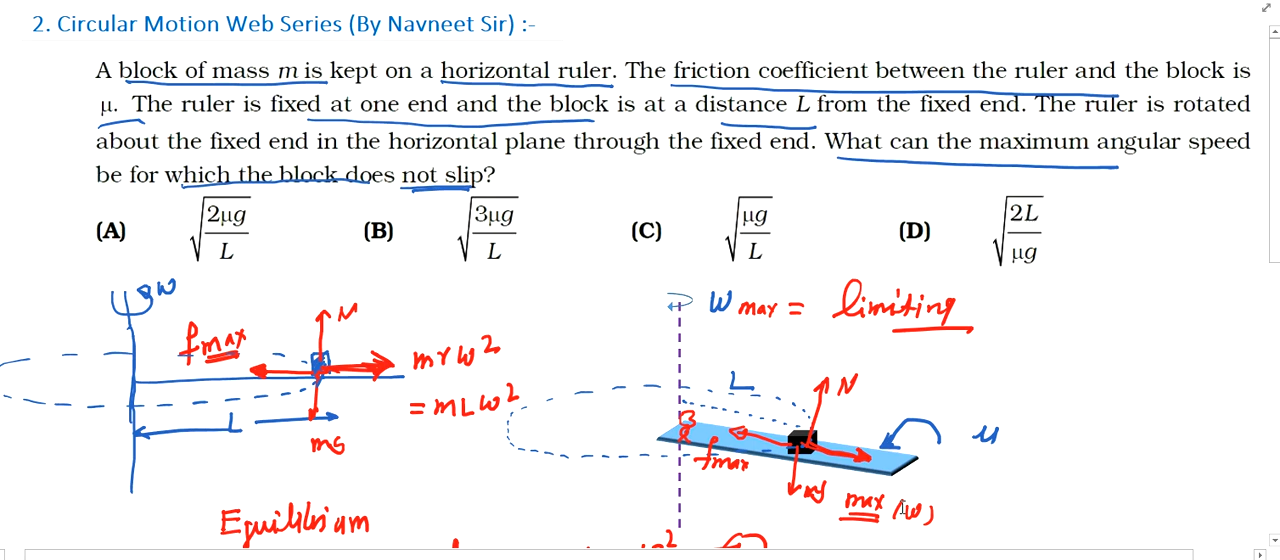 2. Circular Motion Web Series (By Navneet Sir) :-
A block of mass m is kept on a horizontal ruler. The friction coefficient between the ruler and the block is
μ. The ruler is fixed at one end and the block is at a distance L from the fixed end. The ruler is rotated
about the fixed end in the horizontal plane through the fixed end. What can the maximum angular speed
be for which the block does not slip?
(A) √(2μg/L) (B) √(3μg/L) (C) √(μg/L) (D) √(2L/μg)
ω
N
ωmax = limiting
fmax
mrω²
= mLω²
L
N
L
mg
fmax
μ
mg
max (ω)
Equilibrium